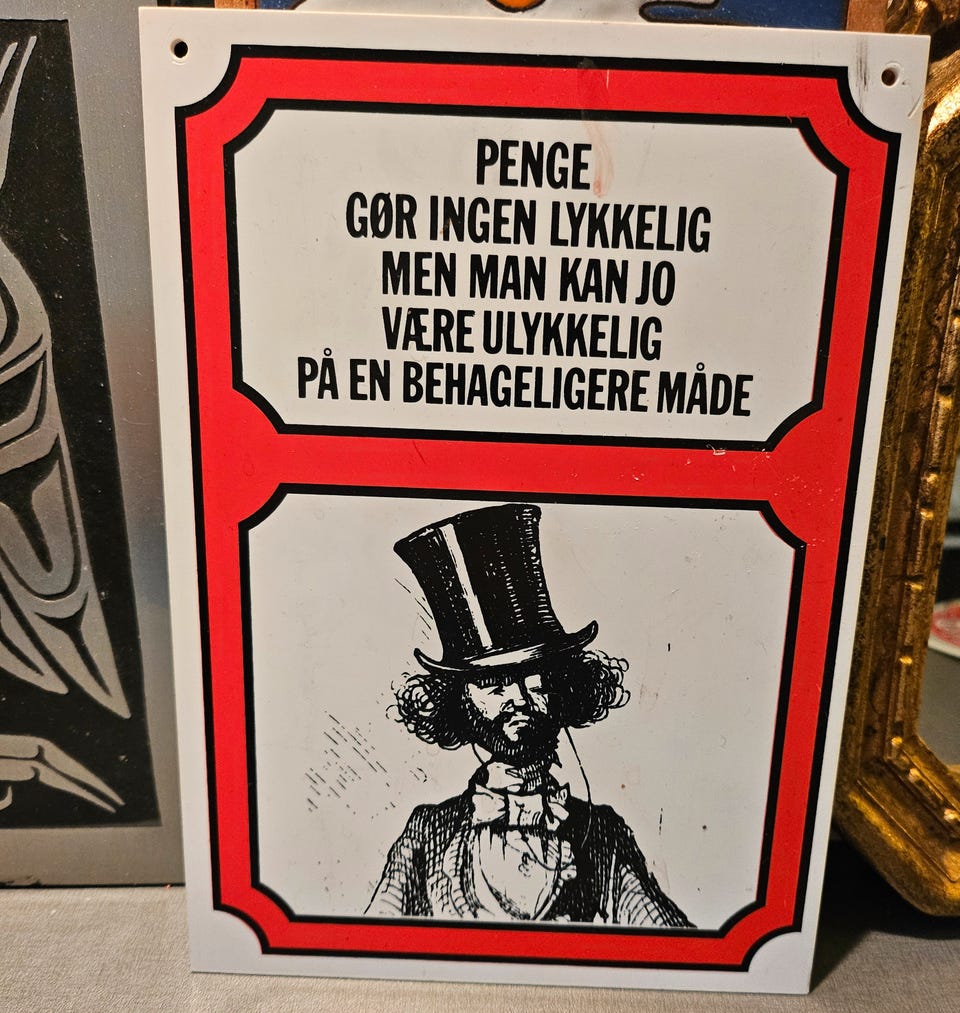 PENGE
GØR INGEN LYKKELIG
MEN MAN KAN JO
VÆRE ULYKKELIG
PÅ EN BEHAGELIGERE MÅDE